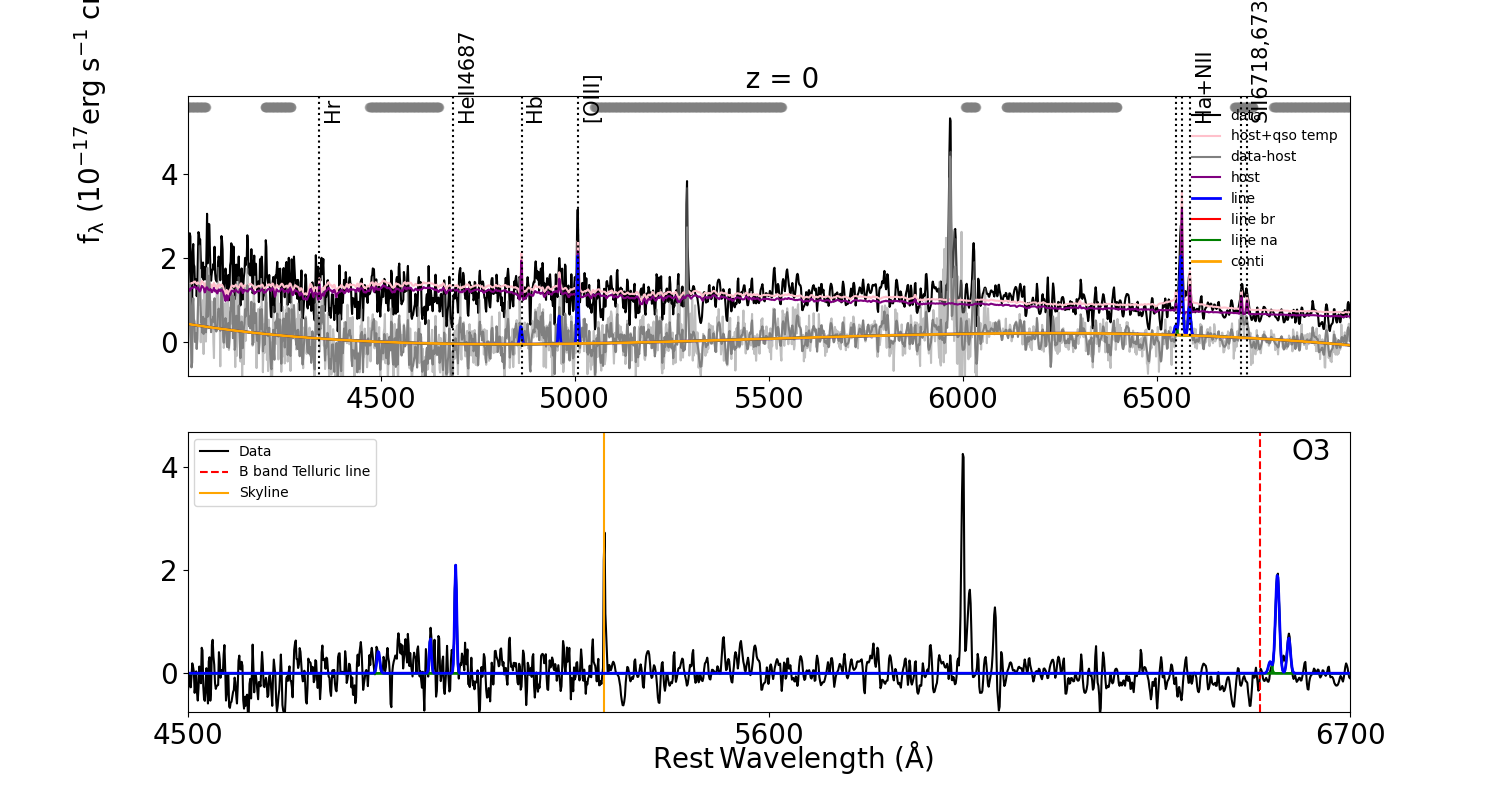 z = 0
f_λ (10^−17 erg s^−1 c
Hr
HeII4687
Hb
[OIII]
Ha+NII
SII6718,673
data
host+qso temp
data-host
host
line
line br
line na
conti
4
2
0
4500
5000
5500
6000
6500
O3
Data
B band Telluric line
Skyline
4
2
0
4500
5600
6700
Rest Wavelength (Å)